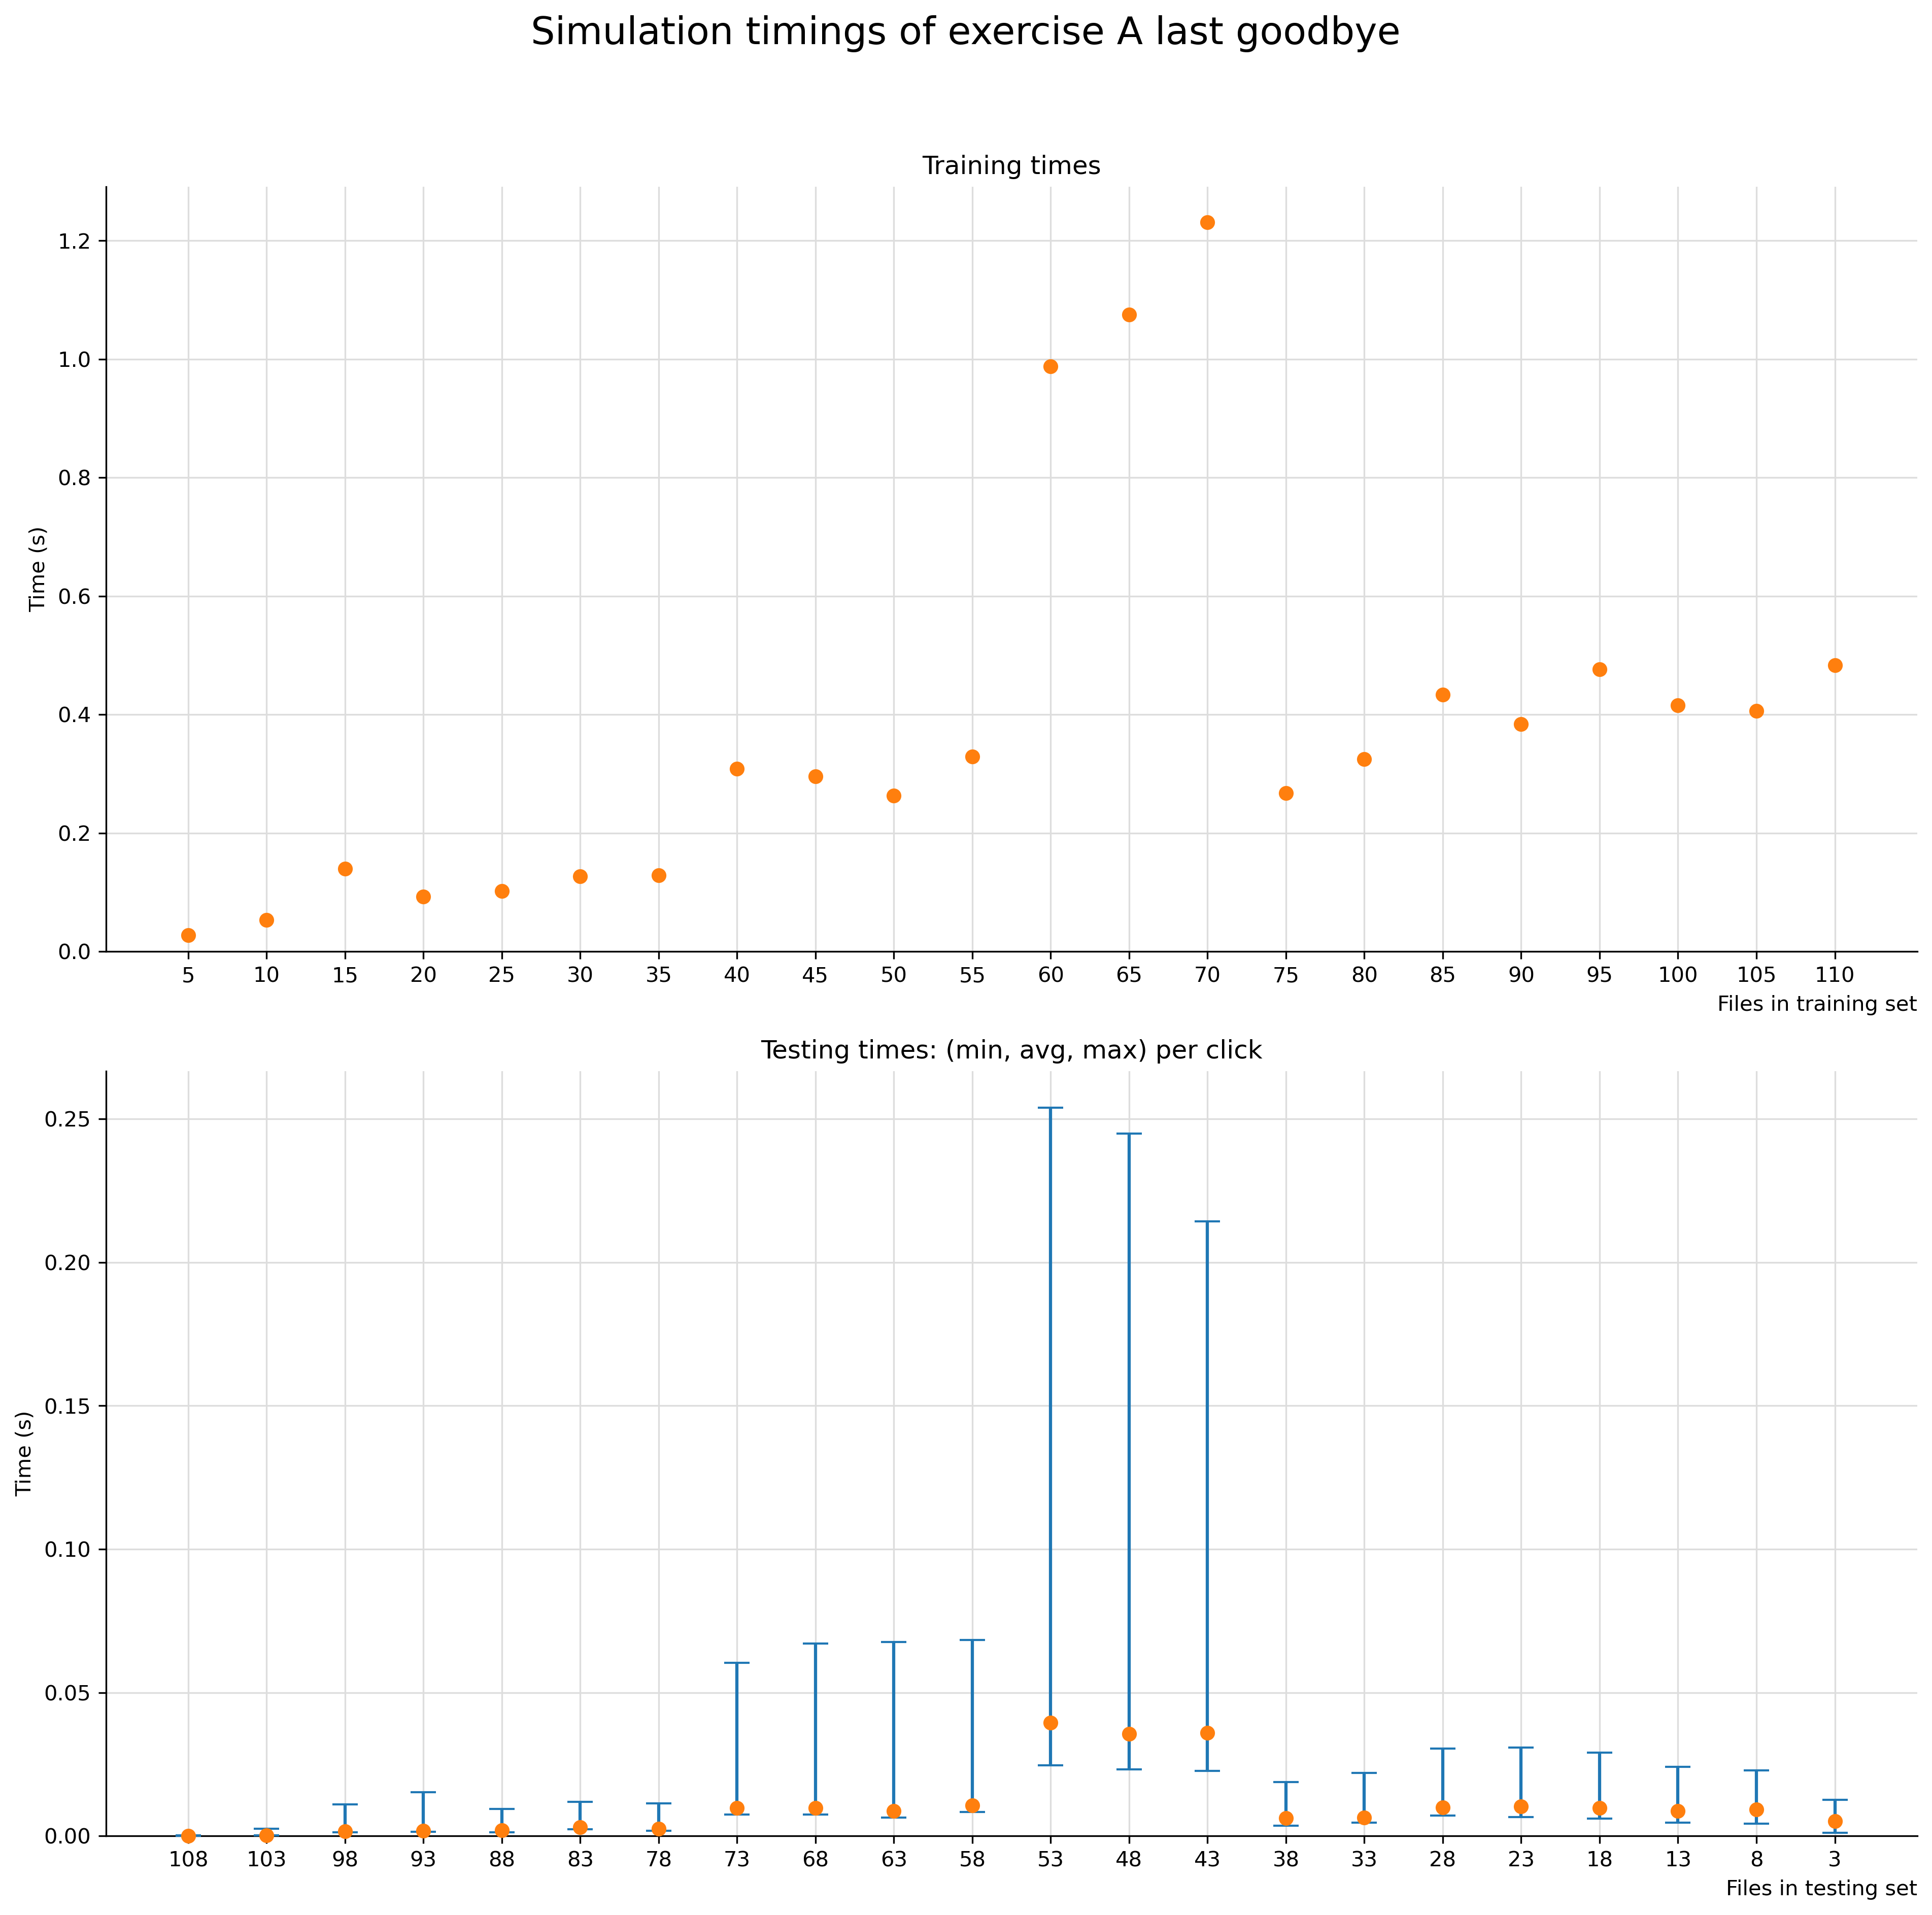 Simulation timings of exercise A last goodbye
Training times
Time (s)
1.2
1.0
0.8
0.6
0.4
0.2
0.0
5 10 15 20 25 30 35 40 45 50 55 60 65 70 75 80 85 90 95 100 105 110
Files in training set
Testing times: (min, avg, max) per click
Time (s)
0.25
0.20
0.15
0.10
0.05
0.00
108 103 98 93 88 83 78 73 68 63 58 53 48 43 38 33 28 23 18 13 8 3
Files in testing set